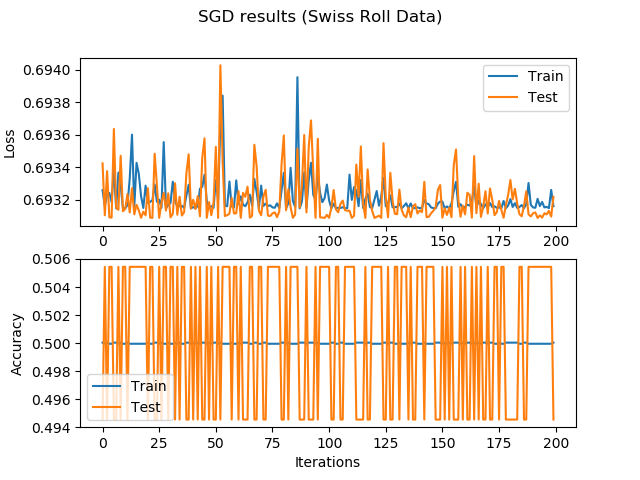 SGD results (Swiss Roll Data)
Loss
0.6940
0.6938
0.6936
0.6934
0.6932
Train
Test
0 25 50 75 100 125 150 175 200
Accuracy
0.506
0.504
0.502
0.500
0.498
0.496
0.494
Train
Test
0 25 50 75 100 125 150 175 200
Iterations